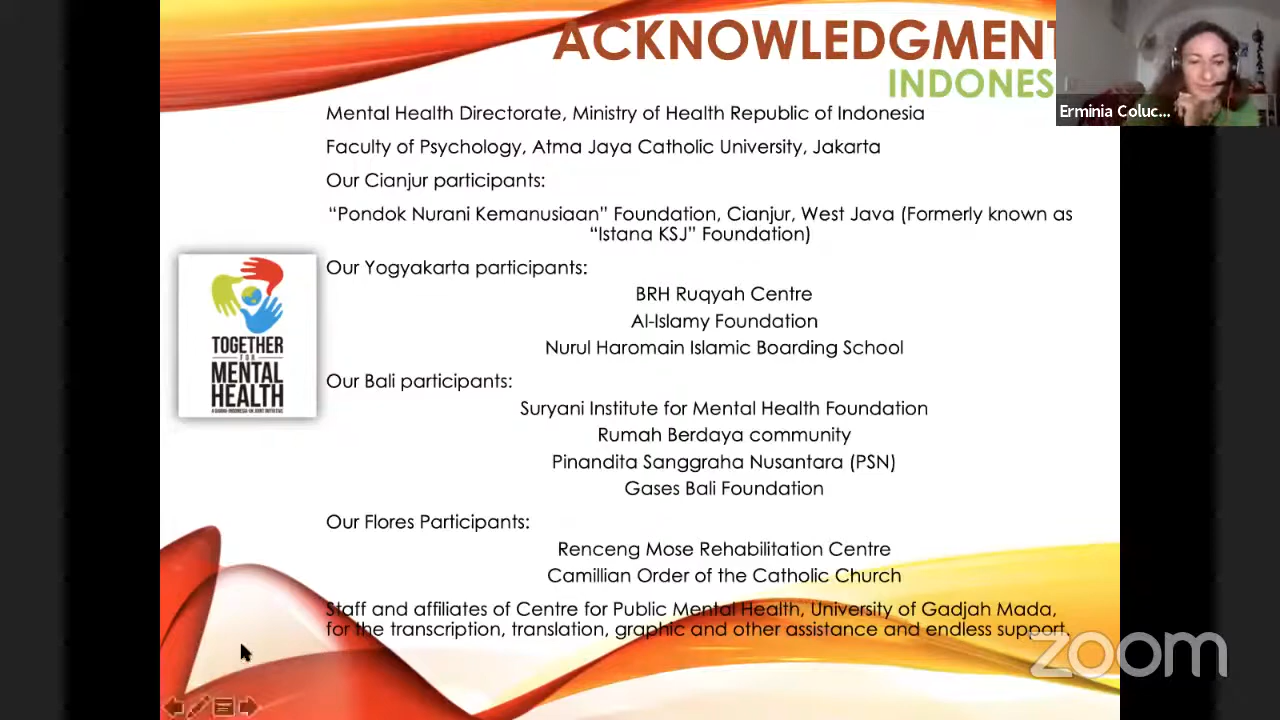 ACKNOWLEDGMENT
INDONES
Erminia Coluc...
Mental Health Directorate, Ministry of Health Republic of Indonesia
Faculty of Psychology, Atma Jaya Catholic University, Jakarta
Our Cianjur participants:
“Pondok Nurani Kemanusiaan” Foundation, Cianjur, West Java (Formerly known as
“Istana KSJ” Foundation)
Our Yogyakarta participants:
BRH Ruqyah Centre
Al-Islamy Foundation
Nurul Haromain Islamic Boarding School
TOGETHER
FOR
MENTAL
HEALTH
A GHANA-INDONESIA-UK JOINT INITIATIVE
Our Bali participants:
Suryani Institute for Mental Health Foundation
Rumah Berdaya community
Pinandita Sanggraha Nusantara (PSN)
Gases Bali Foundation
Our Flores Participants:
Renceng Mose Rehabilitation Centre
Camillian Order of the Catholic Church
Staff and affiliates of Centre for Public Mental Health, University of Gadjah Mada,
for the transcription, translation, graphic and other assistance and endless support.
zoom